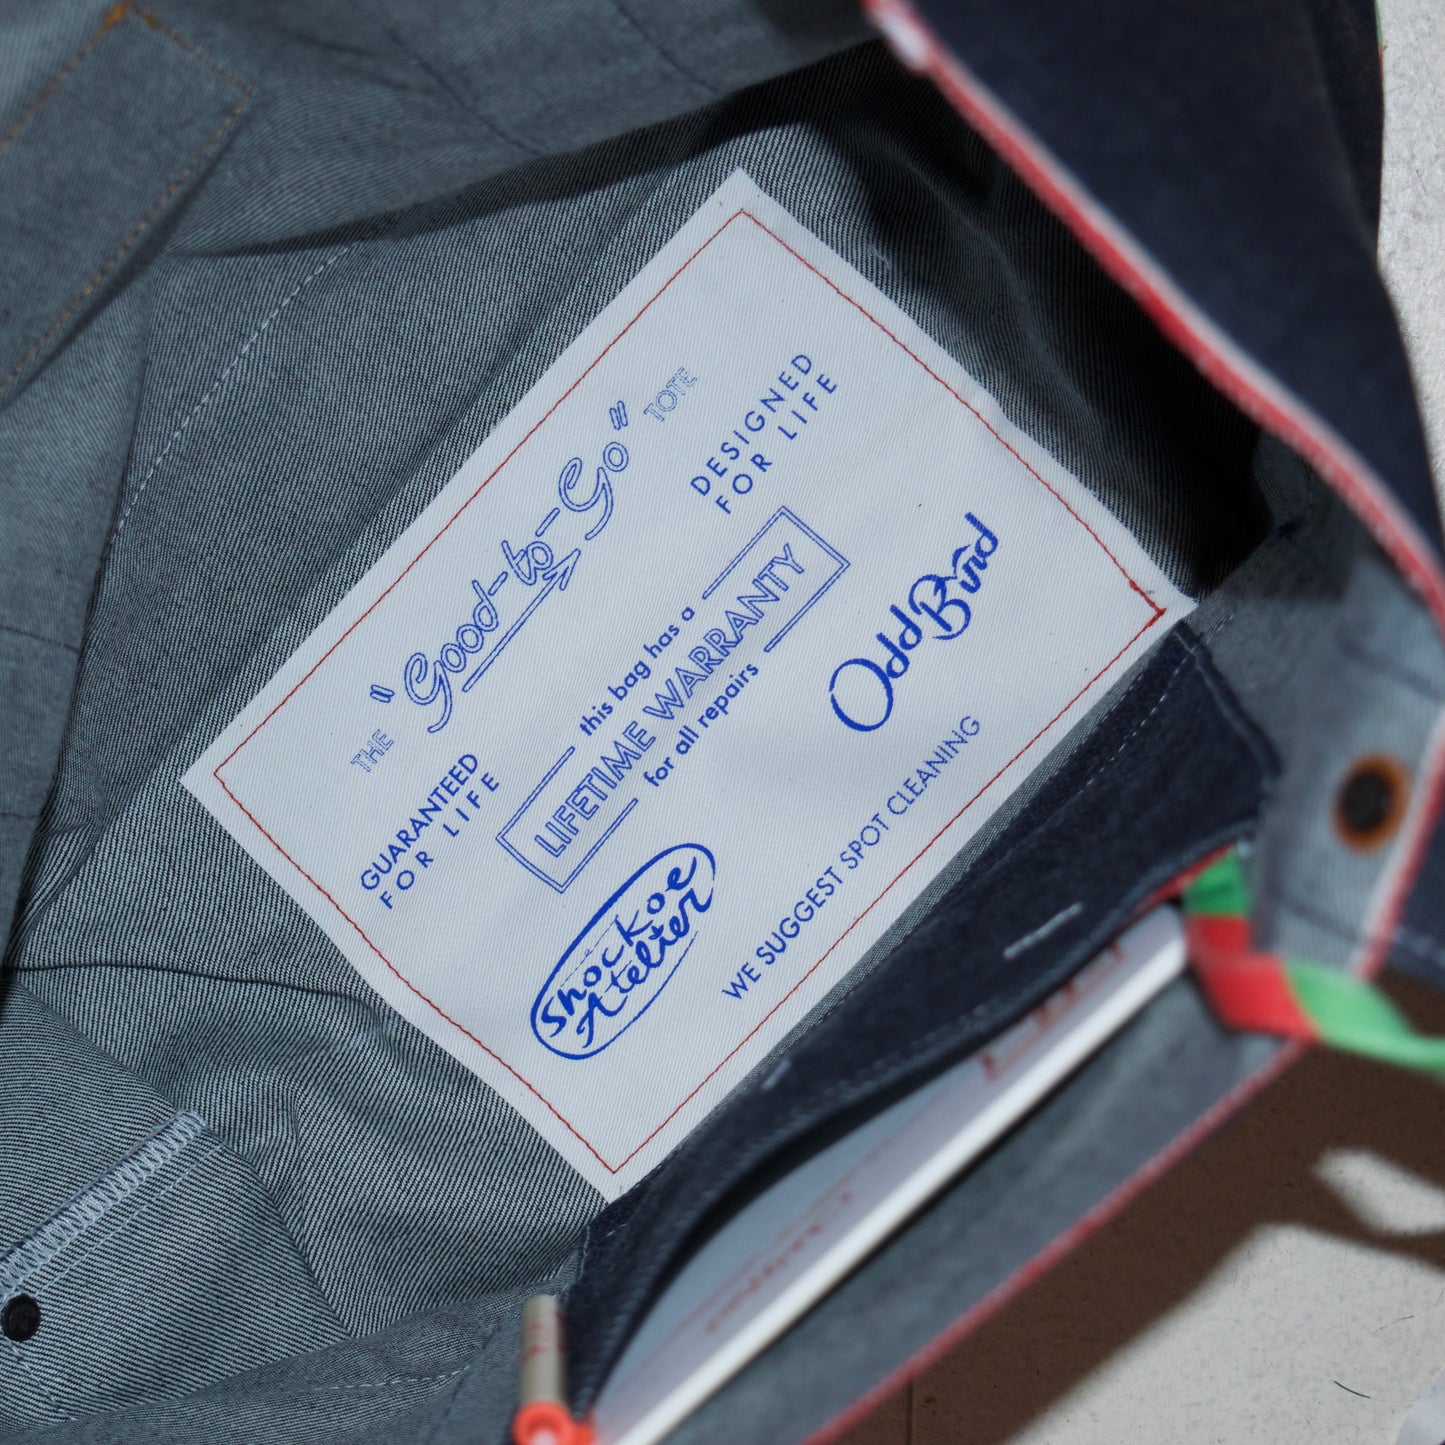 THE "Good-to-Go" TOTE
GUARANTEED
FOR LIFE
DESIGNED
FOR LIFE
this bag has a
LIFETIME WARRANTY
for all repairs
Shockoe
Atelier
OddBird
WE SUGGEST SPOT CLEANING